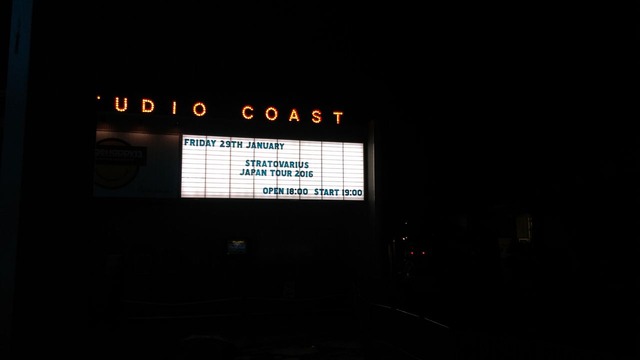 UDIO COAST
FRIDAY 29TH JANUARY
STRATOVARIUS
JAPAN TOUR 2016
OPEN 18:00 START 19:00